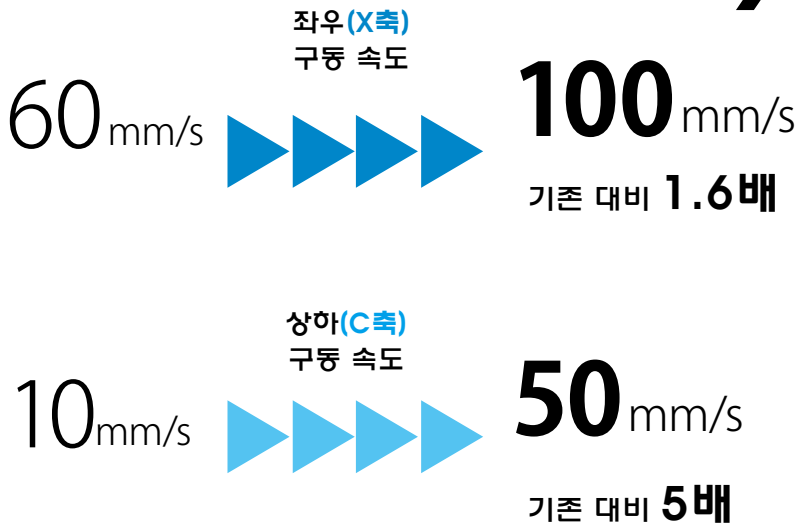 좌우(X축)
구동 속도
60mm/s
100mm/s
기존 대비 1.6배
상하(C축)
구동 속도
10mm/s
50mm/s
기존 대비 5배